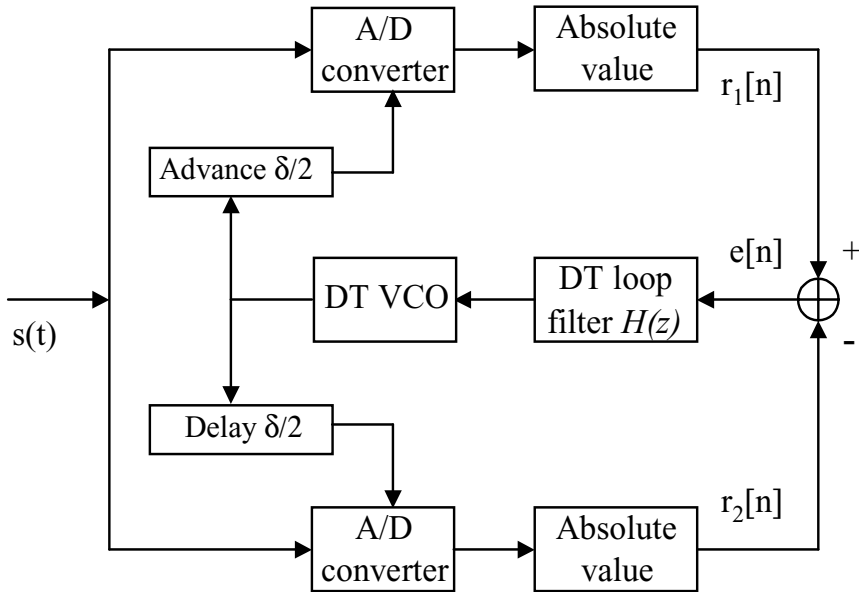 A/D
converter
Absolute
value
r₁[n]
Advance δ/2
e[n]
+
DT VCO
DT loop
filter H(z)
s(t)
-
Delay δ/2
r₂[n]
A/D
converter
Absolute
value